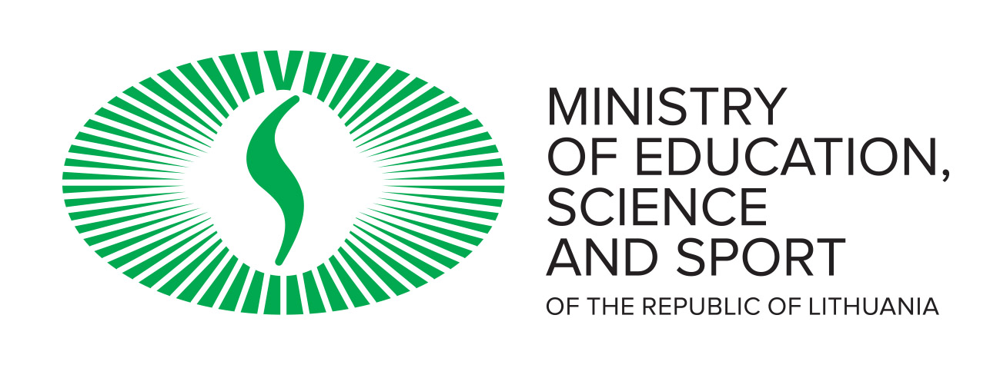 MINISTRY
OF EDUCATION,
SCIENCE
AND SPORT
OF THE REPUBLIC OF LITHUANIA